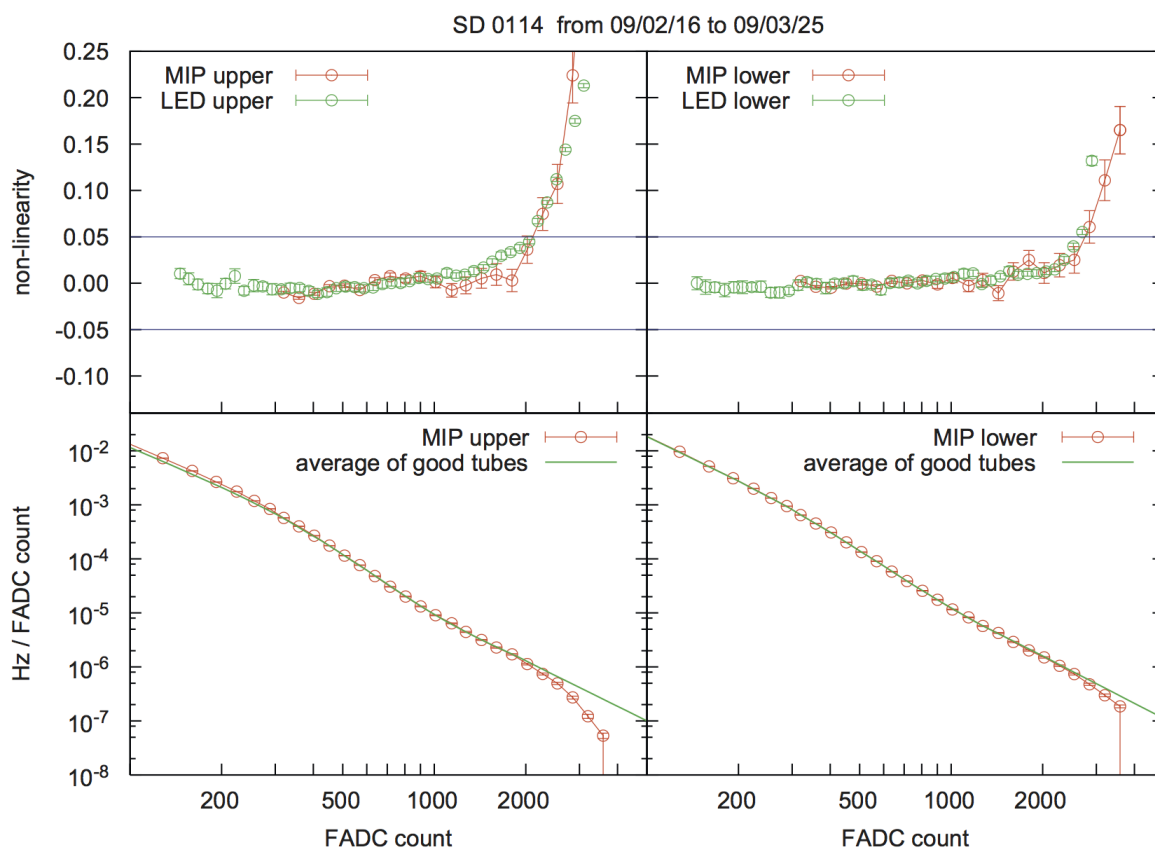 SD 0114 from 09/02/16 to 09/03/25
non-linearity
0.25
0.20
0.15
0.10
0.05
0.00
-0.05
-0.10
MIP upper
LED upper
MIP lower
LED lower
Hz / FADC count
10-2
10-3
10-4
10-5
10-6
10-7
10-8
MIP upper
average of good tubes
MIP lower
average of good tubes
200 500 1000 2000
200 500 1000 2000
FADC count
FADC count